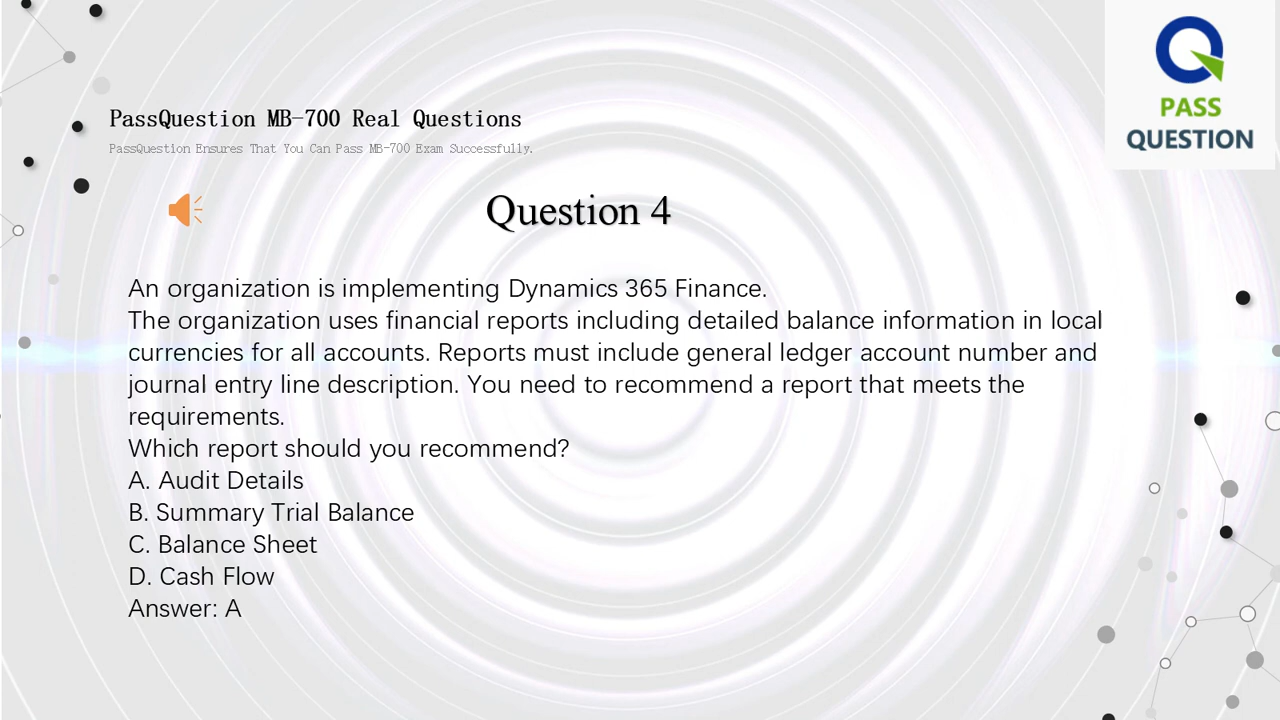 PASS
QUESTION
PassQuestion MB-700 Real Questions
PassQuestion Ensures That You Can Pass MB-700 Exam Successfully.
Question 4
An organization is implementing Dynamics 365 Finance.
The organization uses financial reports including detailed balance information in local
currencies for all accounts. Reports must include general ledger account number and
journal entry line description. You need to recommend a report that meets the
requirements.
Which report should you recommend?
A. Audit Details
B. Summary Trial Balance
C. Balance Sheet
D. Cash Flow
Answer: A